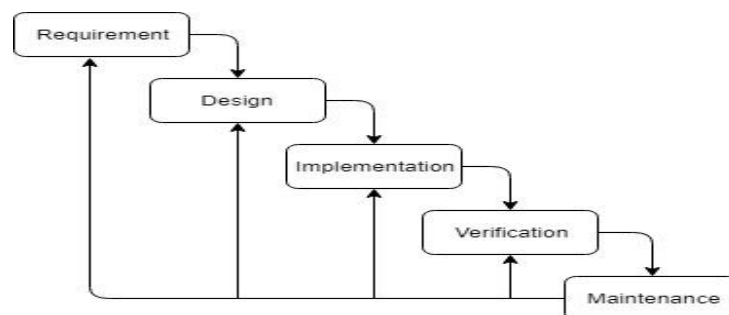 Requirement
Design
Implementation
Verification
Maintenance